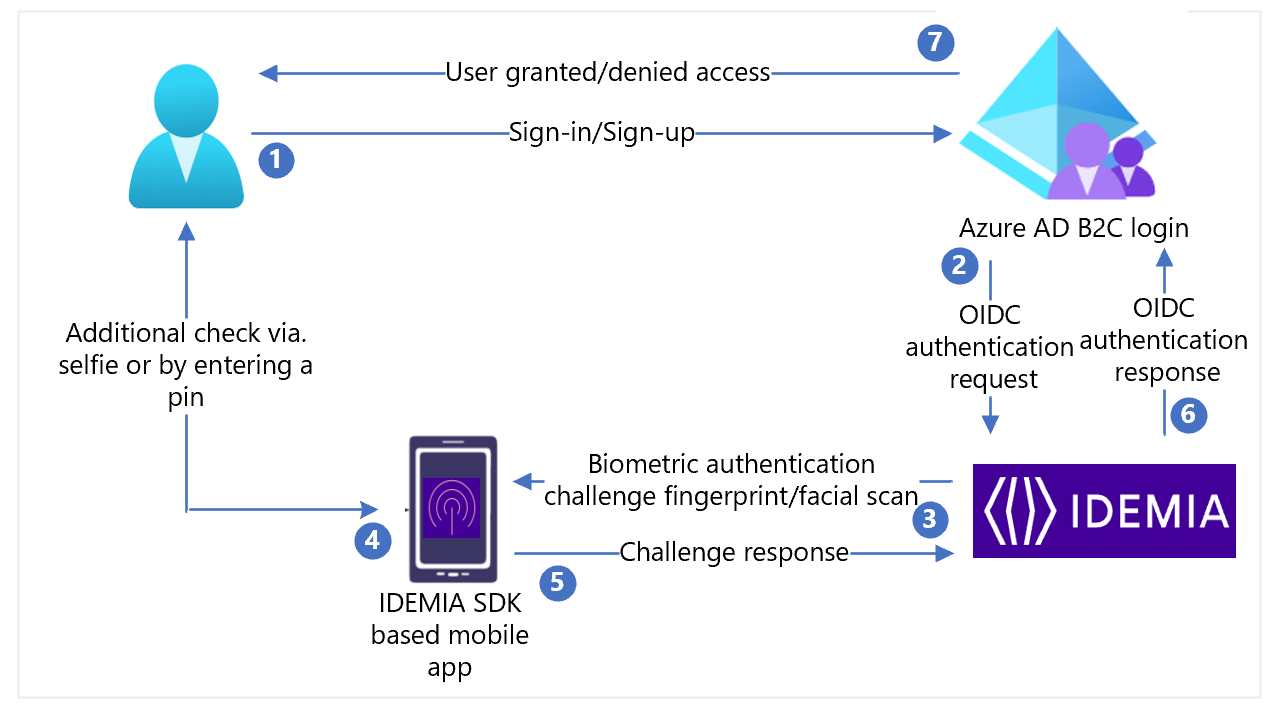 7
User granted/denied access
Sign-in/Sign-up
1
Azure AD B2C login
2
OIDC
authentication
request
OIDC
authentication
response
6
Additional check via.
selfie or by entering a
pin
Biometric authentication
challenge fingerprint/facial scan
3
IDEMIA
4
Challenge response
5
IDEMIA SDK
based mobile
app